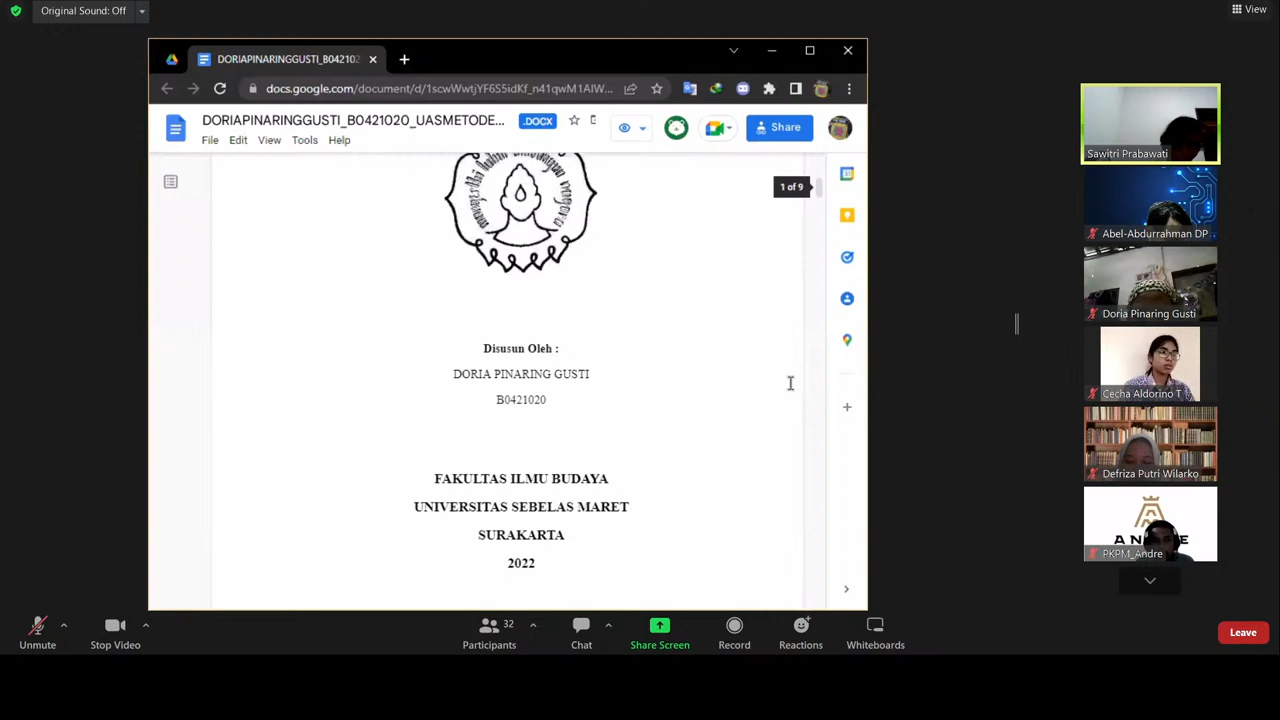 Original Sound: Off
View
DORIAPINARINGGUSTI_B042102
docs.google.com/document/d/1scwWwtjYF6S5idKf_n41qwM1AlW...
DORIAPINARINGGUSTI_B0421020_UASMETODE...
.DOCX
Share
File Edit View Tools Help
1 of 9
Disusun Oleh :
DORIA PINARING GUSTI
B0421020
FAKULTAS ILMU BUDAYA
UNIVERSITAS SEBELAS MARET
SURAKARTA
2022
Sawitri Prabawati
Abel-Abdurrahman DP
Doria Pinaring Gusti
Cecha Aldorino T
Defriza Putri Wilarko
PKPM_Andre
Unmute
Stop Video
32
Participants
Chat
Share Screen
Record
Reactions
Whiteboards
Leave